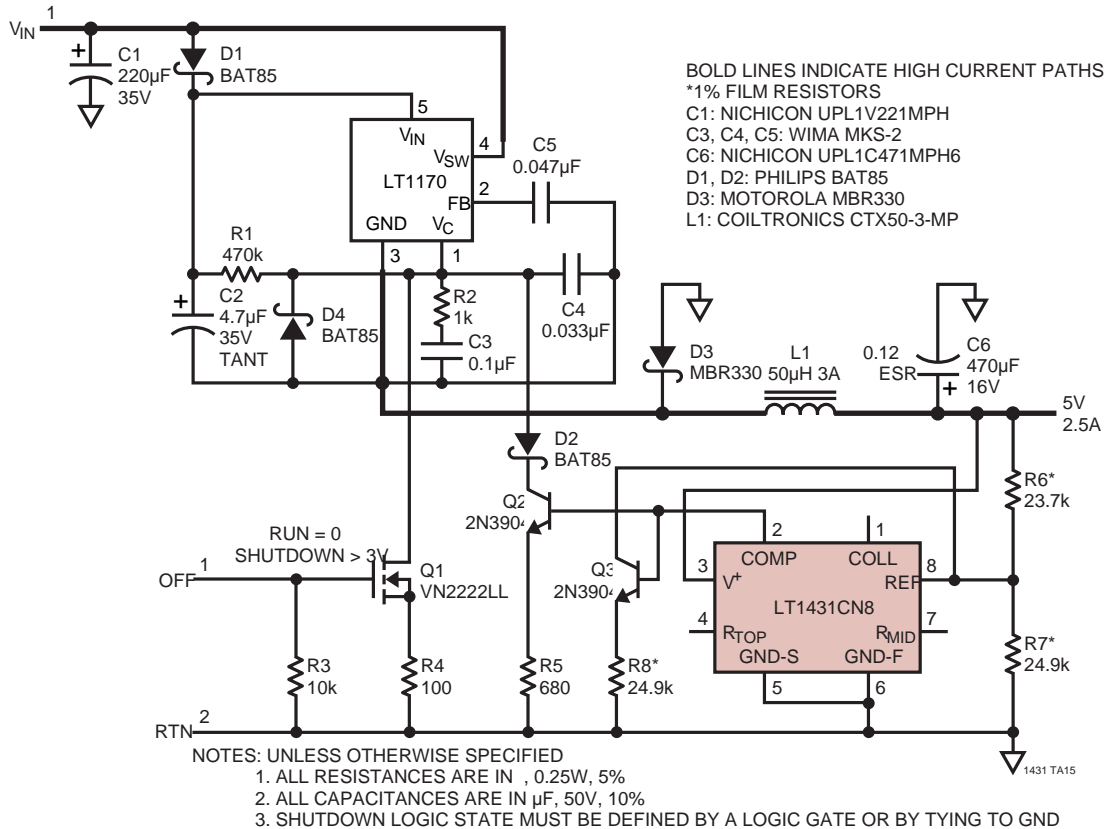 1
VIN
C1
220µF
35V
D1
BAT85
BOLD LINES INDICATE HIGH CURRENT PATHS
*1% FILM RESISTORS
C1: NICHICON UPL1V221MPH
C3, C4, C5: WIMA MKS-2
C6: NICHICON UPL1C471MPH6
D1, D2: PHILIPS BAT85
D3: MOTOROLA MBR330
L1: COILTRONICS CTX50-3-MP
5
VIN
4
VSW
LT1170
2
FB
GND
VC
3
1
C5
0.047µF
R1
470k
C2
4.7µF
35V
TANT
D4
BAT85
R2
1k
C3
0.1µF
C4
0.033µF
D3
MBR330
L1
50µH 3A
0.12
ESR
C6
470µF
16V
5V
2.5A
D2
BAT85
R6*
23.7k
Q2
2N3904
RUN = 0
SHUTDOWN > 3V
OFF
1
Q1
VN2222LL
Q3
2N3904
2
COMP
1
COLL
3
V+
8
REF
LT1431CN8
4
RTOP
7
RMID
GND-S
GND-F
5
6
R7*
24.9k
R3
10k
R4
100
R5
680
R8*
24.9k
RTN
2
1431 TA15
NOTES: UNLESS OTHERWISE SPECIFIED
1. ALL RESISTANCES ARE IN , 0.25W, 5%
2. ALL CAPACITANCES ARE IN µF, 50V, 10%
3. SHUTDOWN LOGIC STATE MUST BE DEFINED BY A LOGIC GATE OR BY TYING TO GND